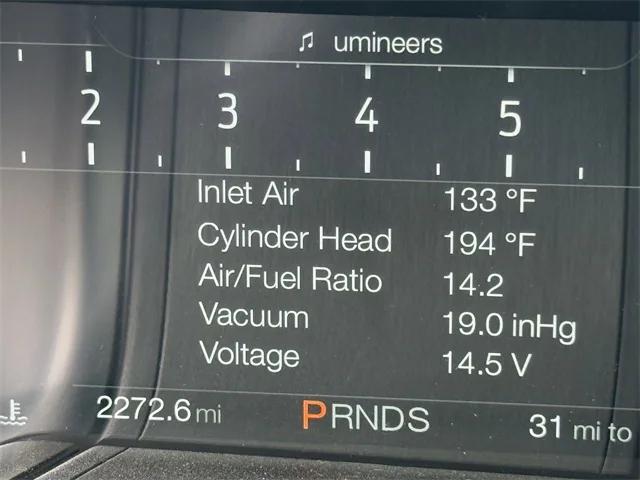 ♫ umineers
2 3 4 5
Inlet Air 133 °F
Cylinder Head 194 °F
Air/Fuel Ratio 14.2
Vacuum 19.0 inHg
Voltage 14.5 V
2272.6 mi PRNDS 31 mi to